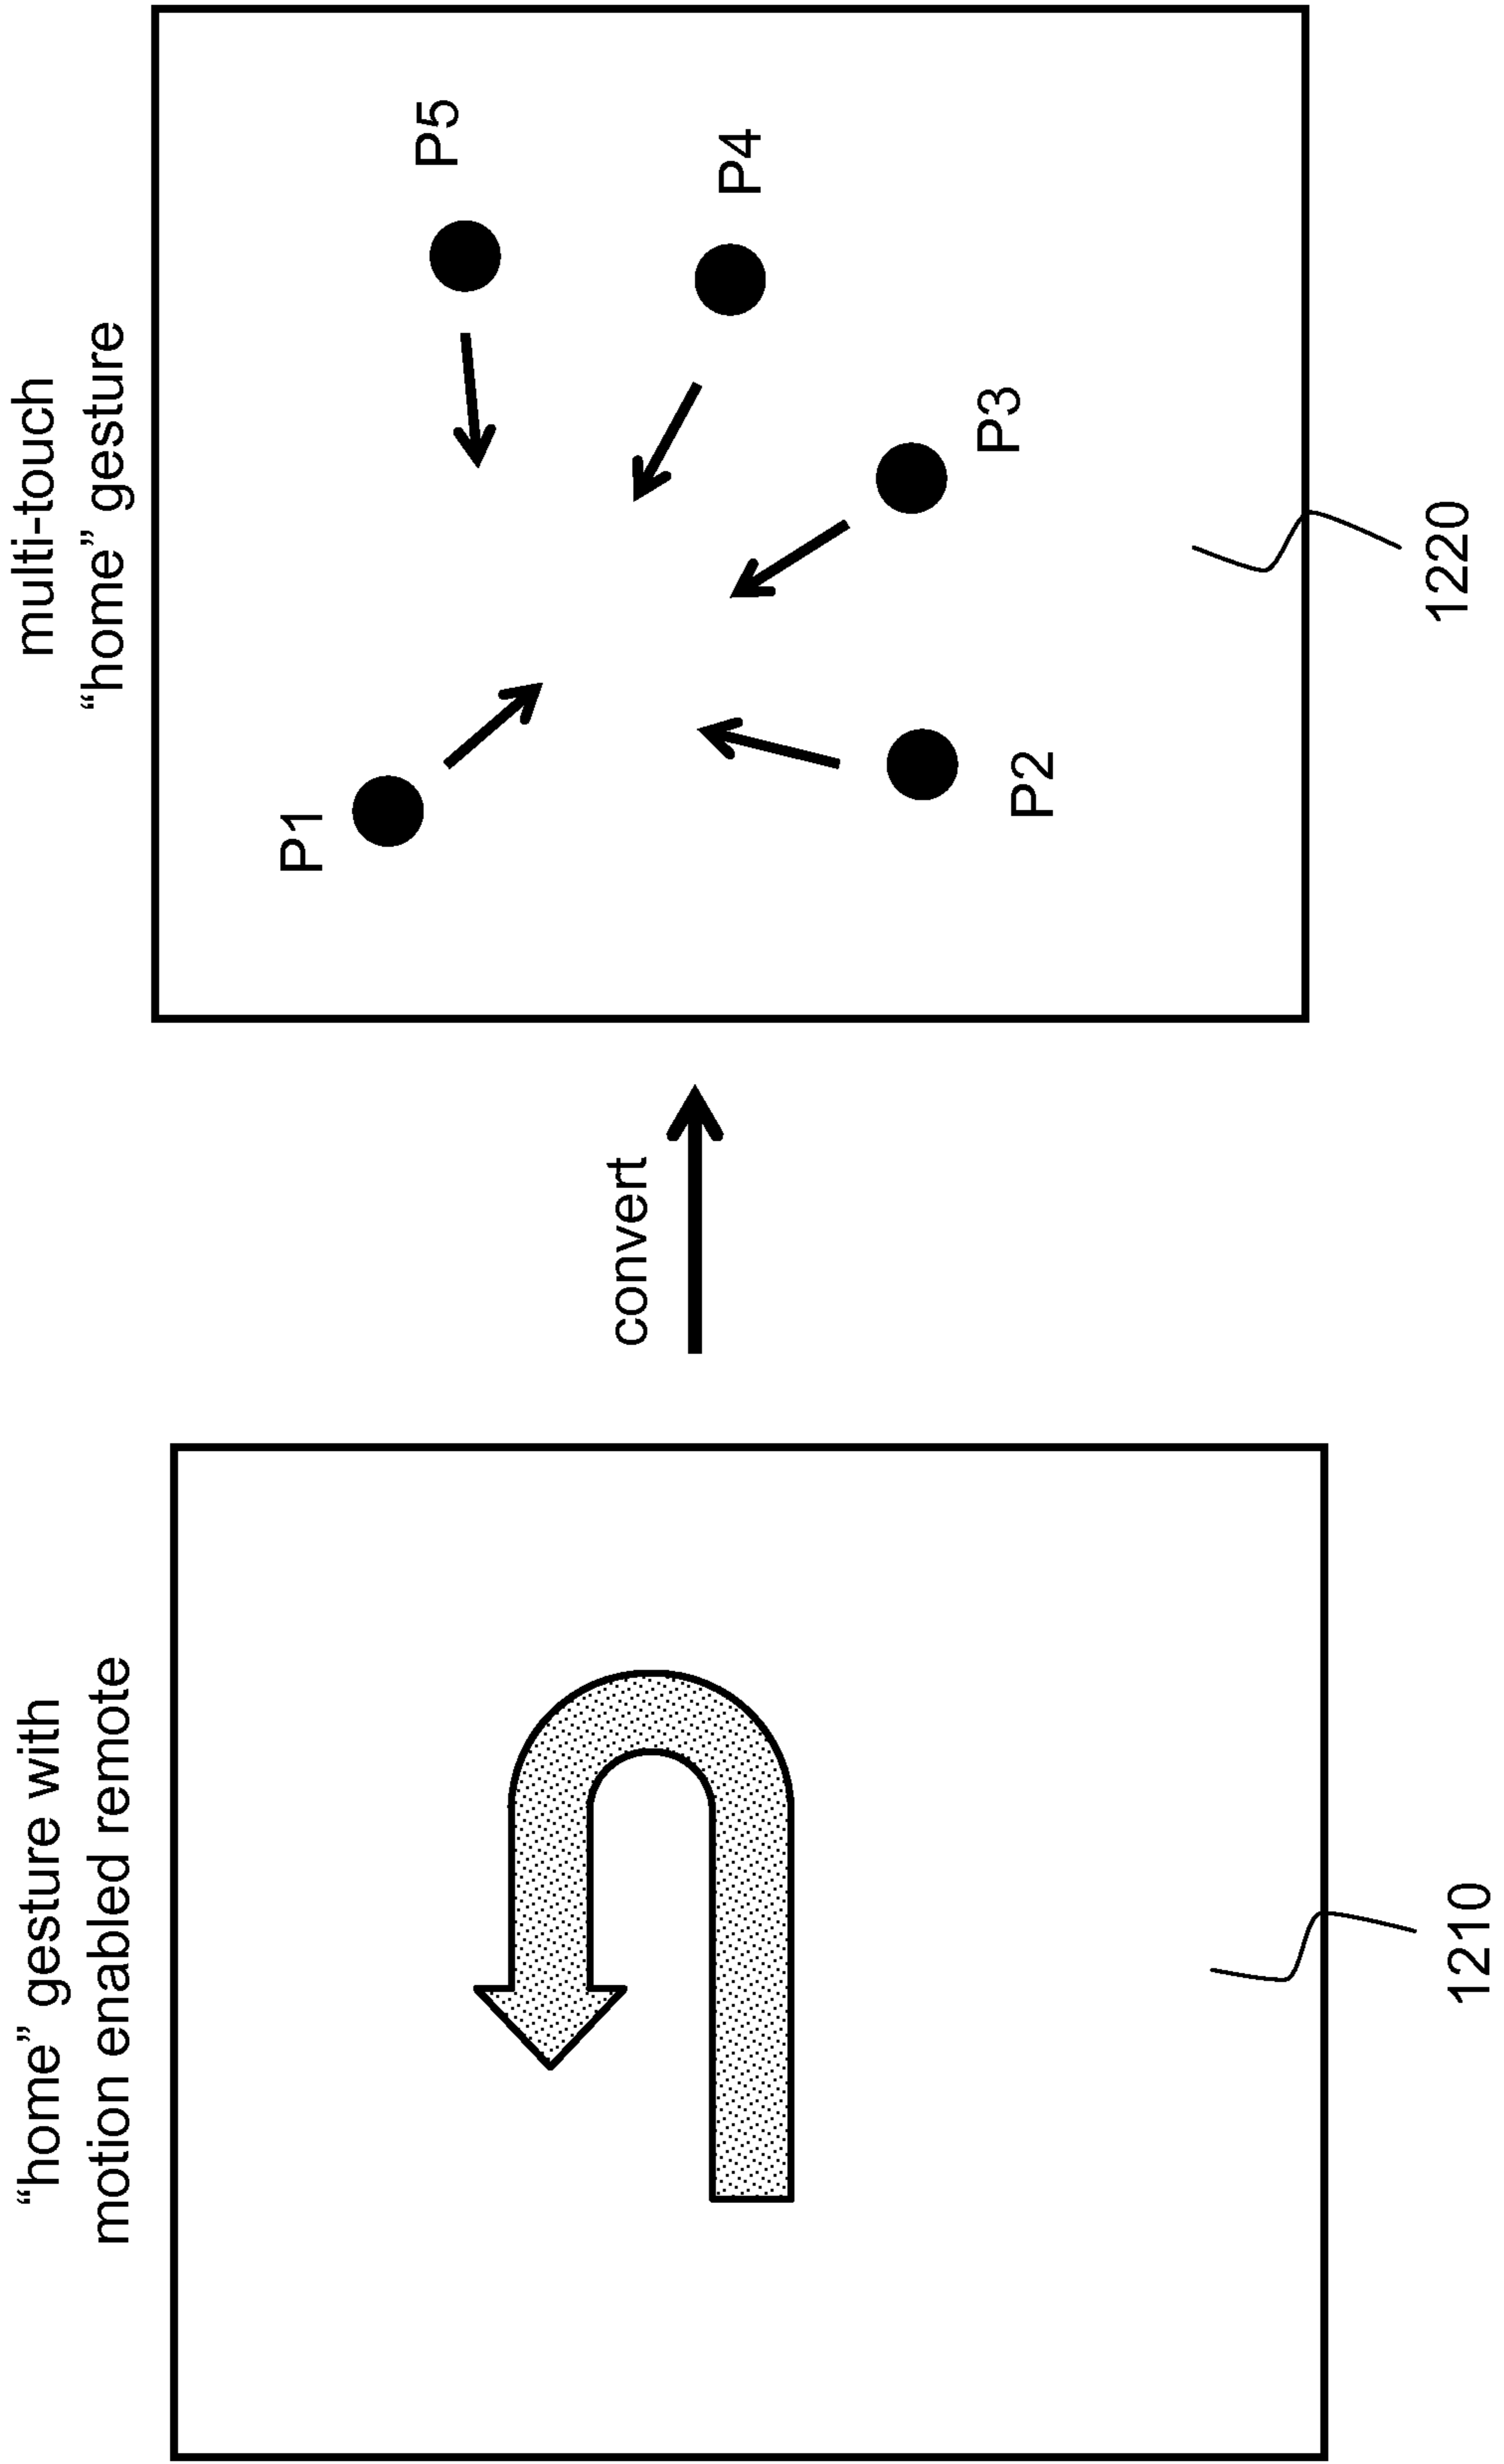 “home” gesture with
motion enabled remote
1210
convert
multi-touch
“home” gesture
P1
P2
P3
P4
P5
1220